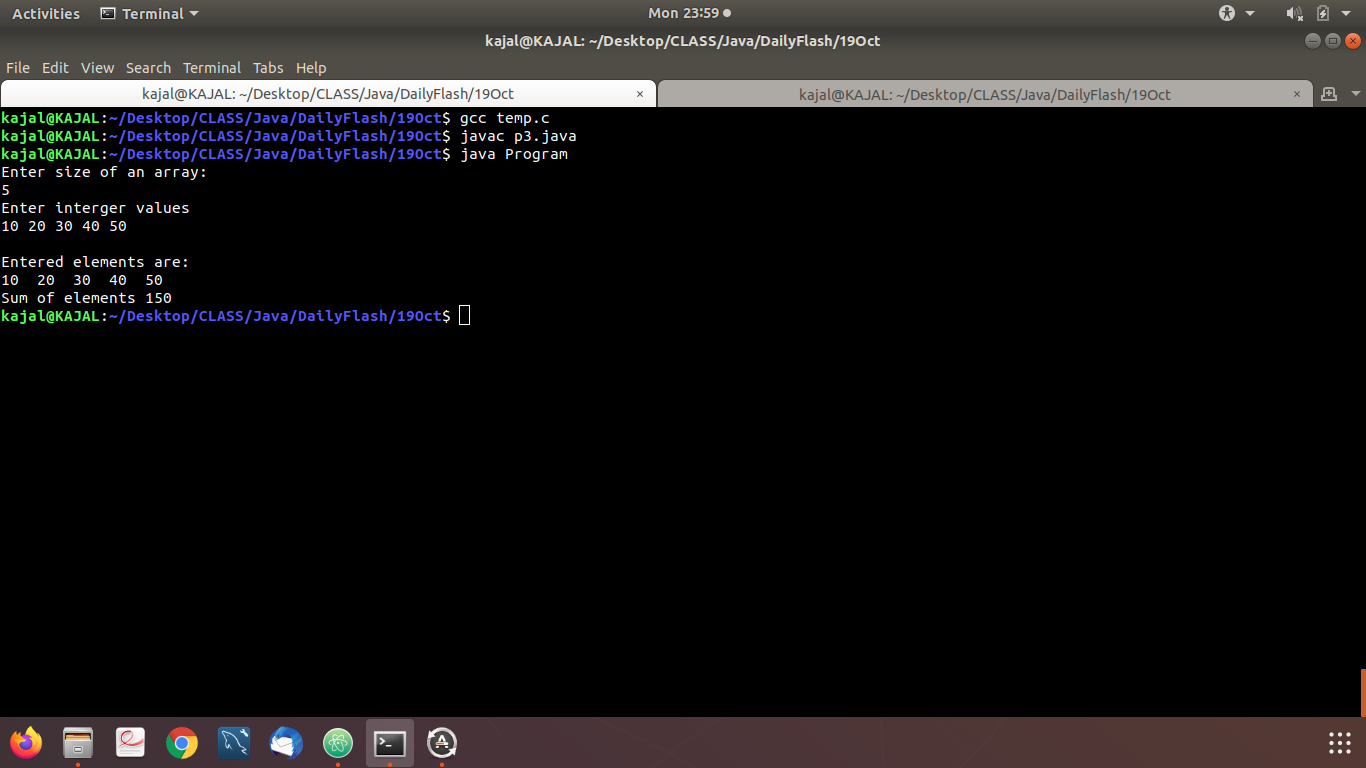 Activities Terminal Mon 23:59
kajal@KAJAL: ~/Desktop/CLASS/Java/DailyFlash/19Oct
File Edit View Search Terminal Tabs Help
kajal@KAJAL: ~/Desktop/CLASS/Java/DailyFlash/19Oct × kajal@KAJAL: ~/Desktop/CLASS/Java/DailyFlash/19Oct ×
kajal@KAJAL:~/Desktop/CLASS/Java/DailyFlash/19Oct$ gcc temp.c
kajal@KAJAL:~/Desktop/CLASS/Java/DailyFlash/19Oct$ javac p3.java
kajal@KAJAL:~/Desktop/CLASS/Java/DailyFlash/19Oct$ java Program
Enter size of an array:
5
Enter interger values
10 20 30 40 50
Entered elements are:
10  20  30  40  50
Sum of elements 150
kajal@KAJAL:~/Desktop/CLASS/Java/DailyFlash/19Oct$